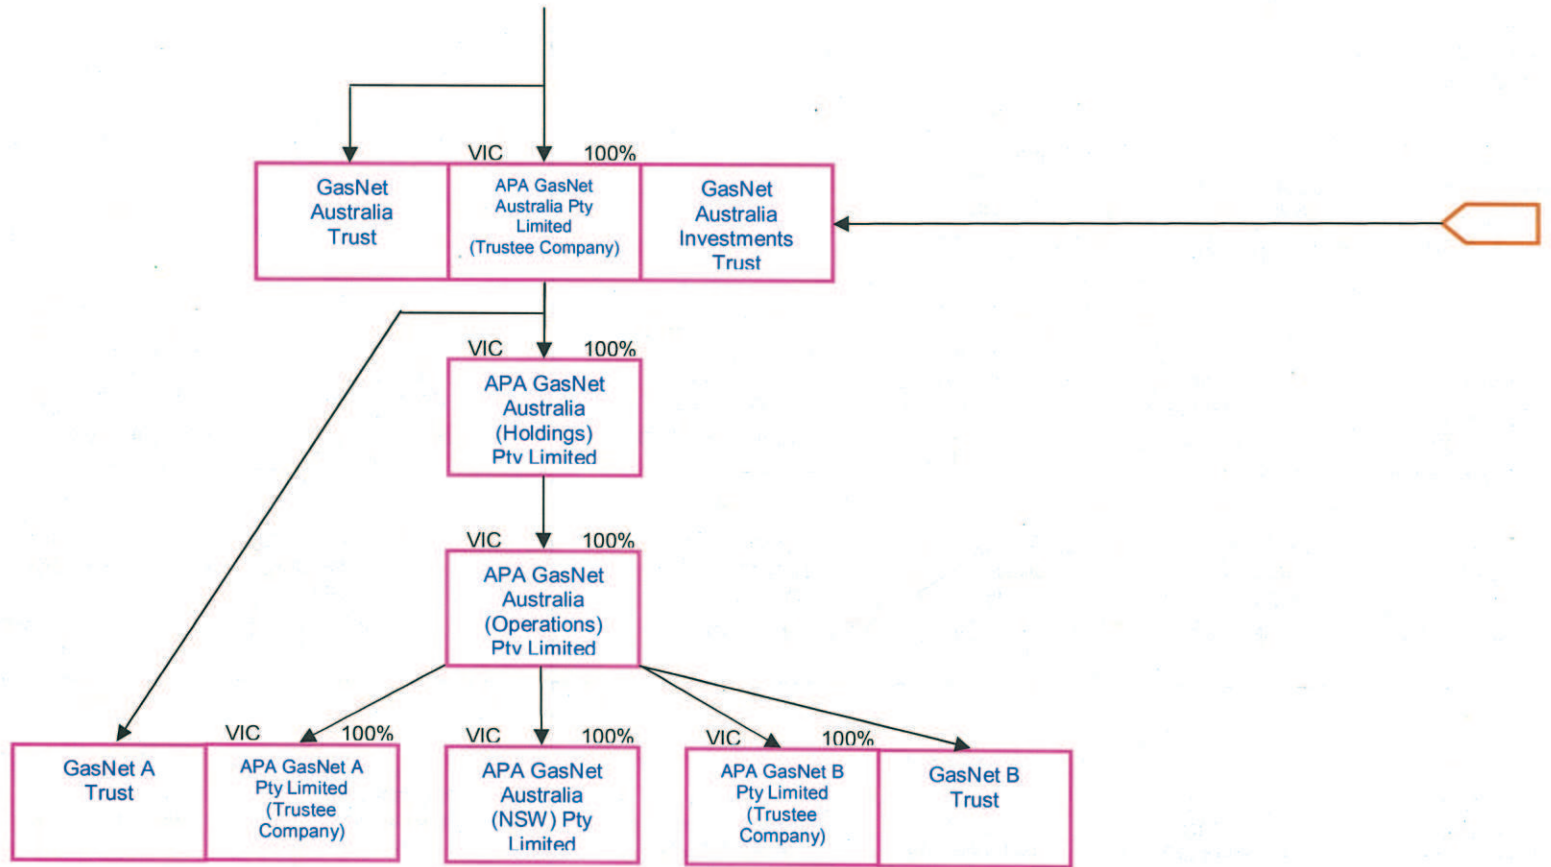 VIC 100%
GasNet
Australia
Trust
APA GasNet
Australia Pty
Limited
(Trustee Company)
GasNet
Australia
Investments
Trust
VIC 100%
APA GasNet
Australia
(Holdings)
Pty Limited
VIC 100%
APA GasNet
Australia
(Operations)
Pty Limited
GasNet A
Trust
VIC 100%
APA GasNet A
Pty Limited
(Trustee
Company)
VIC 100%
APA GasNet
Australia
(NSW) Pty
Limited
VIC 100%
APA GasNet B
Pty Limited
(Trustee
Company)
GasNet B
Trust